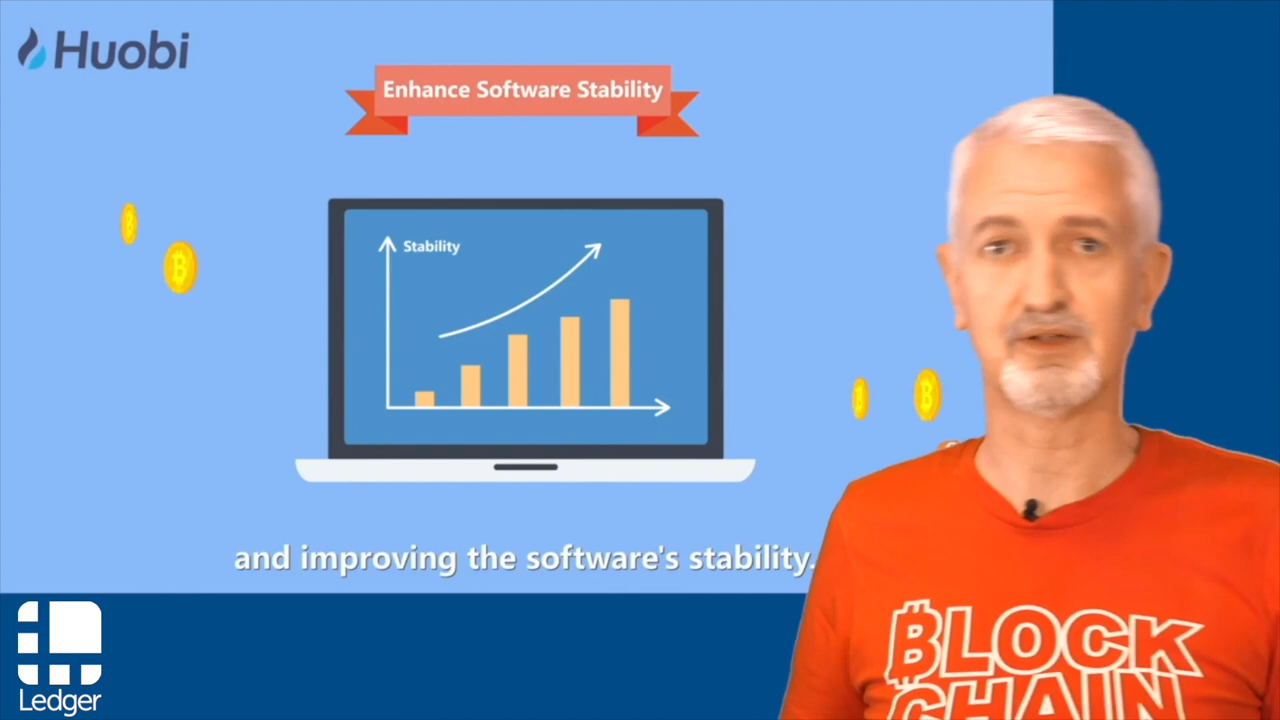 Huobi
Enhance Software Stability
Stability
and improving the software's stability.
BLOCK
CHAIN
Ledger